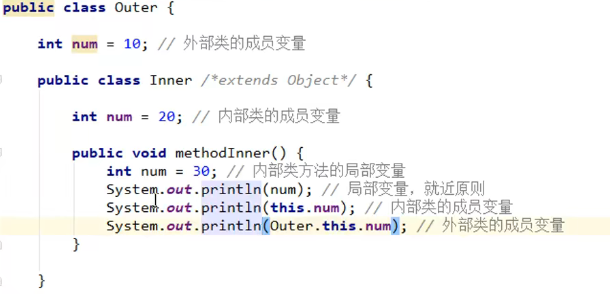 public class Outer {
int num = 10; // 外部类的成员变量
public class Inner /*extends Object*/ {
int num = 20; // 内部类的成员变量
public void methodInner() {
int num = 30; // 内部类方法的局部变量
System.out.println(num); // 局部变量，就近原则
System.out.println(this.num); // 内部类的成员变量
System.out.println(Outer.this.num); // 外部类的成员变量
}
}